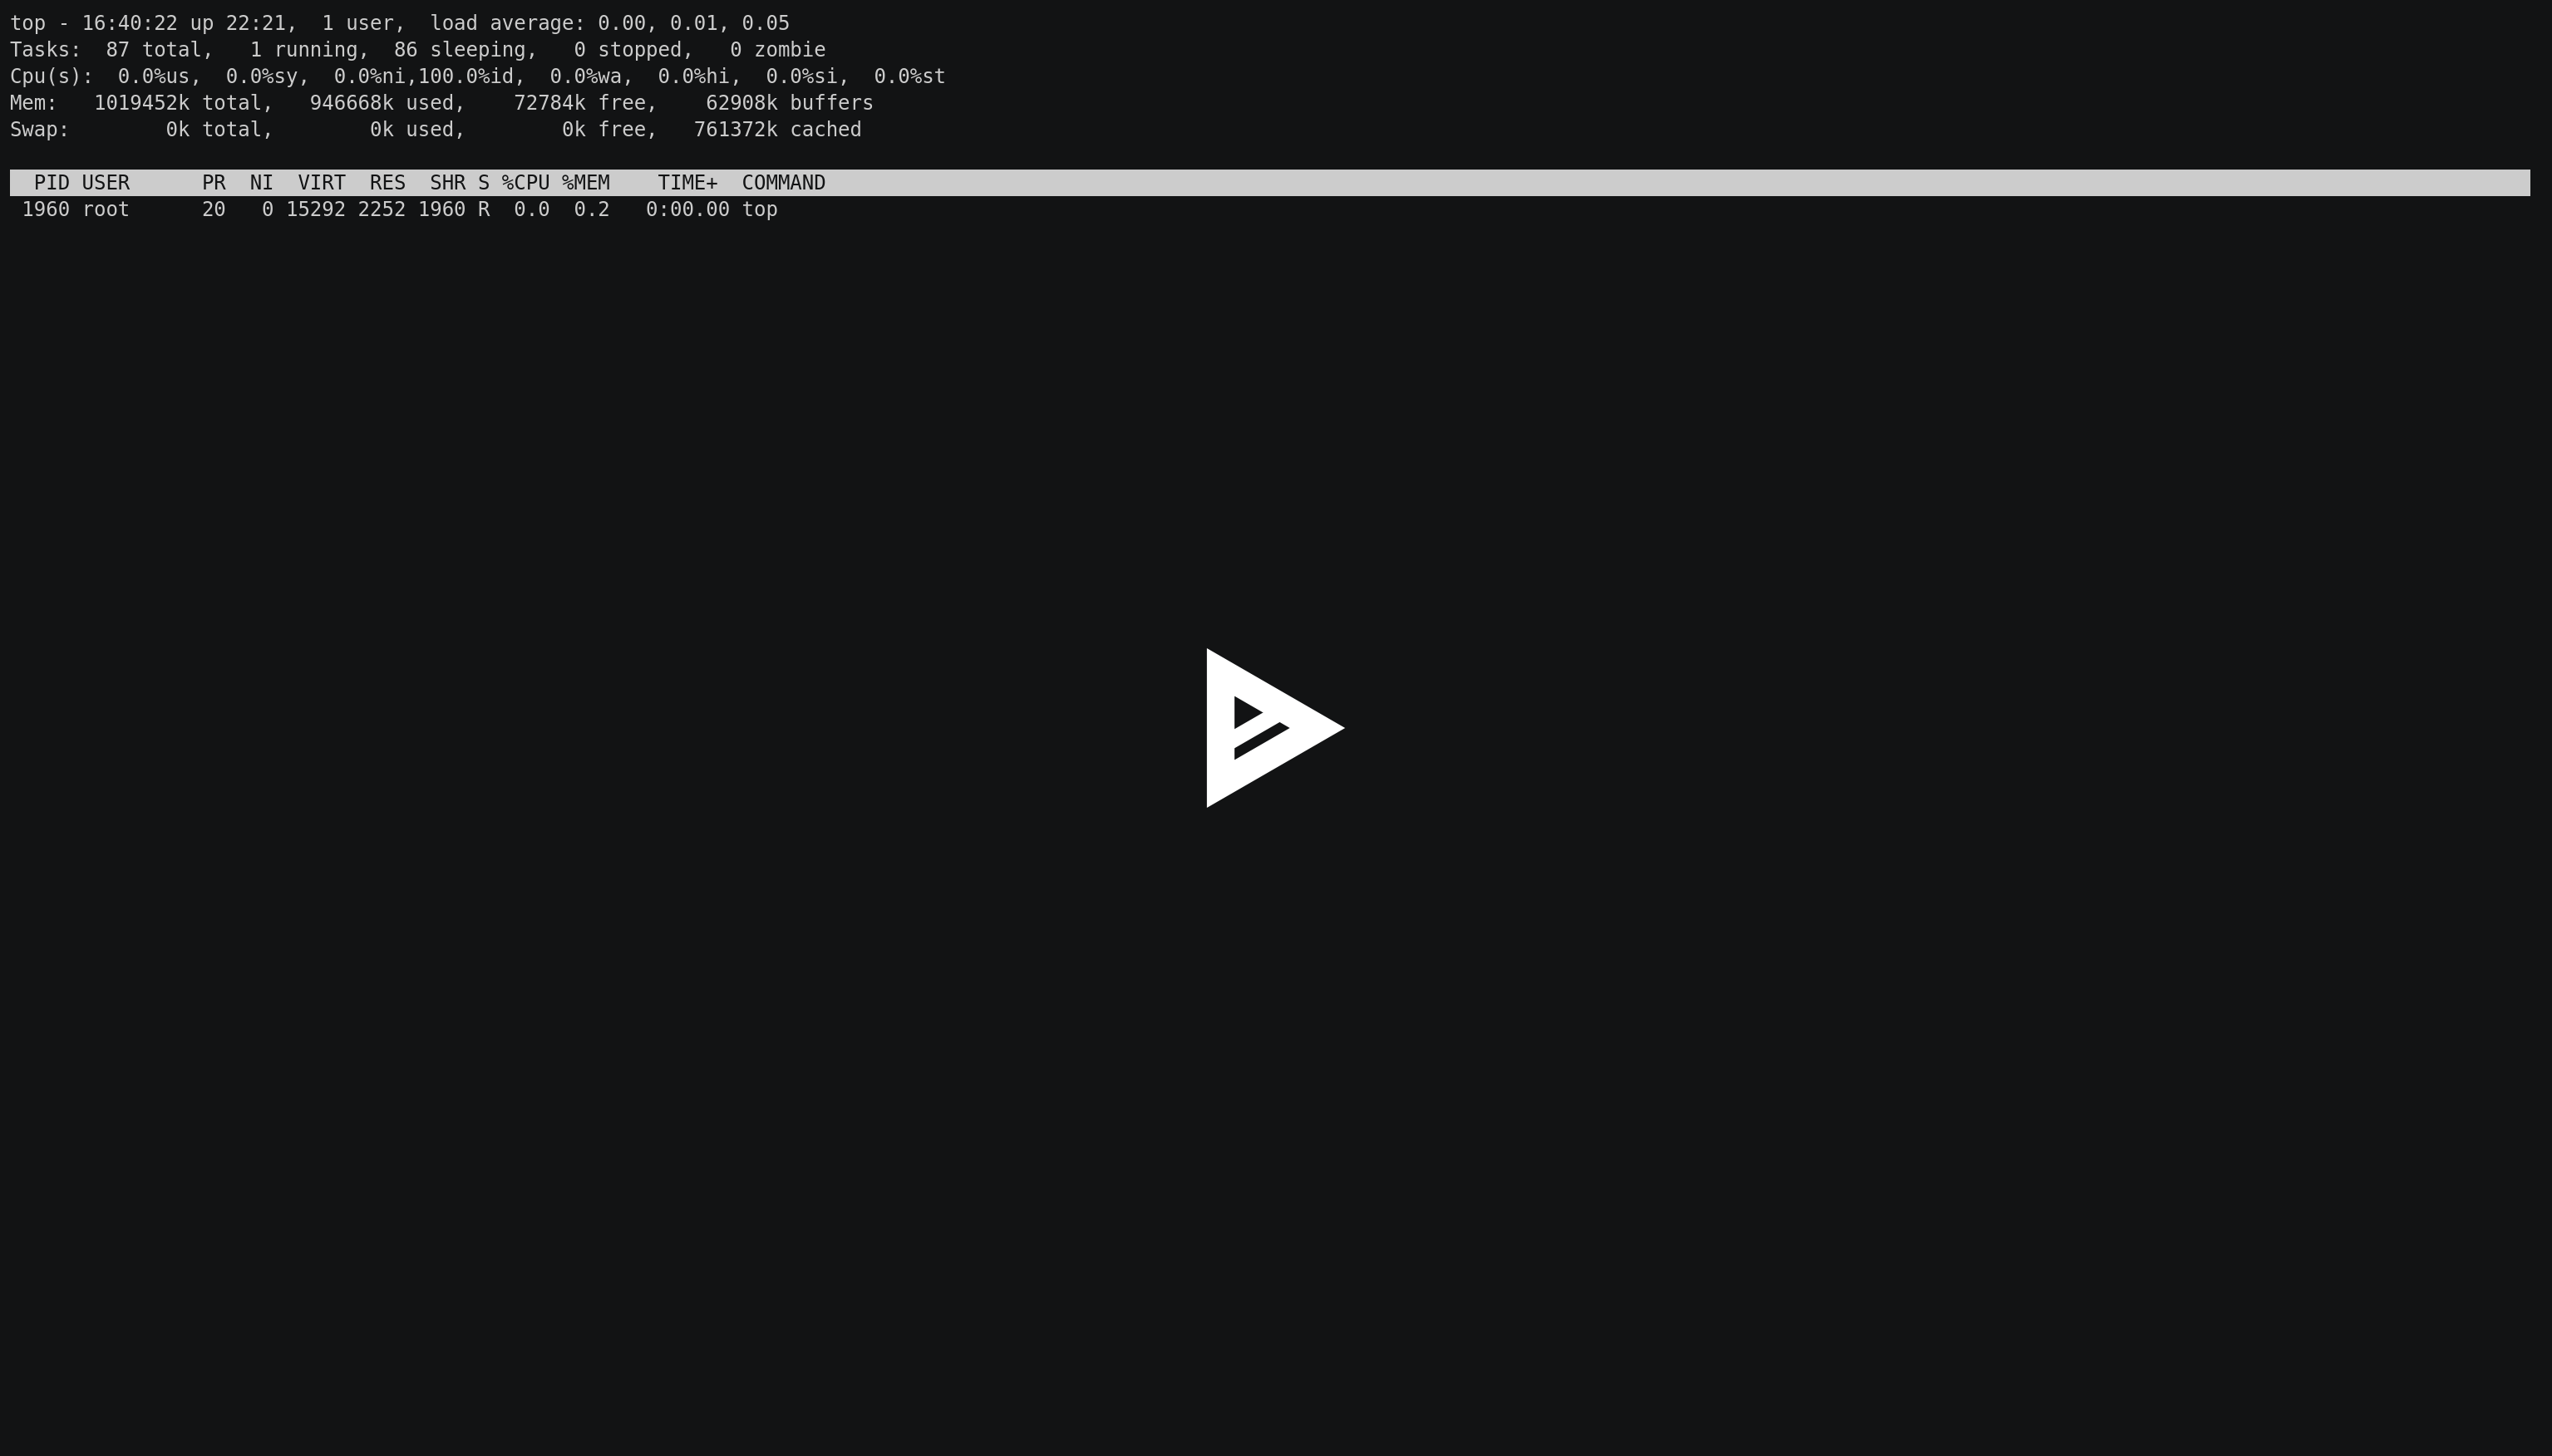 top - 16:40:22 up 22:21,  1 user,  load average: 0.00, 0.01, 0.05
Tasks:  87 total,   1 running,  86 sleeping,   0 stopped,   0 zombie
Cpu(s):  0.0%us,  0.0%sy,  0.0%ni,100.0%id,  0.0%wa,  0.0%hi,  0.0%si,  0.0%st
Mem:   1019452k total,   946668k used,    72784k free,    62908k buffers
Swap:        0k total,        0k used,        0k free,   761372k cached
  PID USER      PR  NI  VIRT  RES  SHR S %CPU %MEM    TIME+  COMMAND
 1960 root      20   0 15292 2252 1960 R  0.0  0.2   0:00.00 top